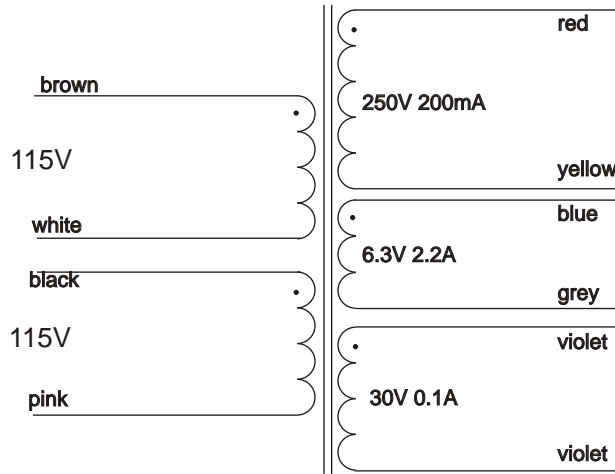 red
brown
250V 200mA
115V
yellow
blue
white
6.3V 2.2A
black
grey
115V
violet
pink
30V 0.1A
violet